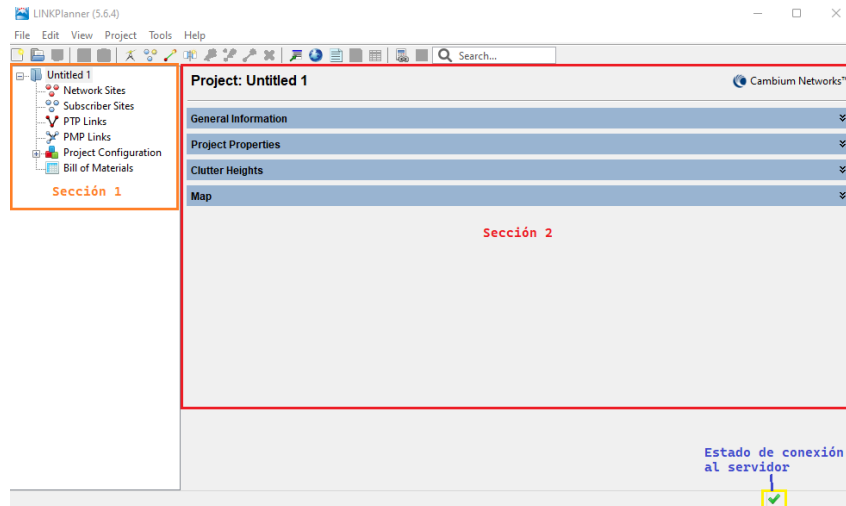 LINKPlanner (5.6.4)
File Edit View Project Tools Help
Search...
Untitled 1
Network Sites
Subscriber Sites
PTP Links
PMP Links
Project Configuration
Bill of Materials
Sección 1
Project: Untitled 1
Cambium Networks™
General Information
Project Properties
Clutter Heights
Map
Sección 2
Estado de conexión
al servidor